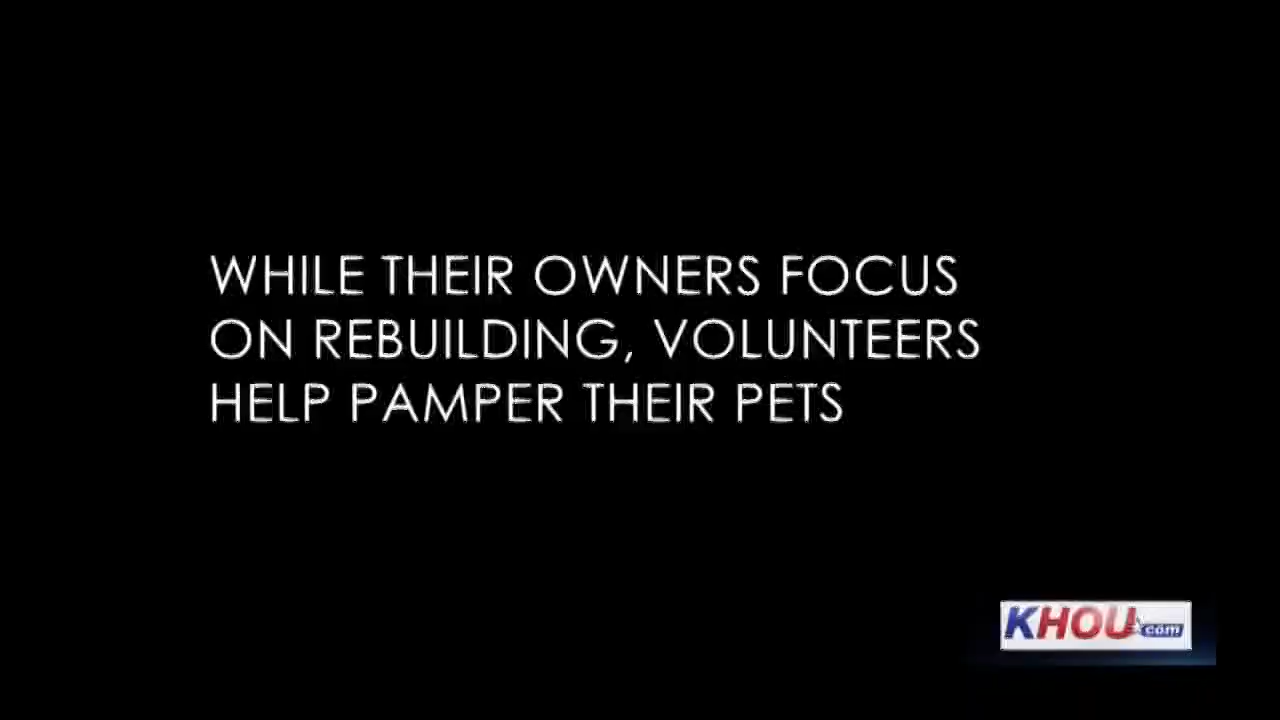 WHILE THEIR OWNERS FOCUS
ON REBUILDING, VOLUNTEERS
HELP PAMPER THEIR PETS
KHOU.com